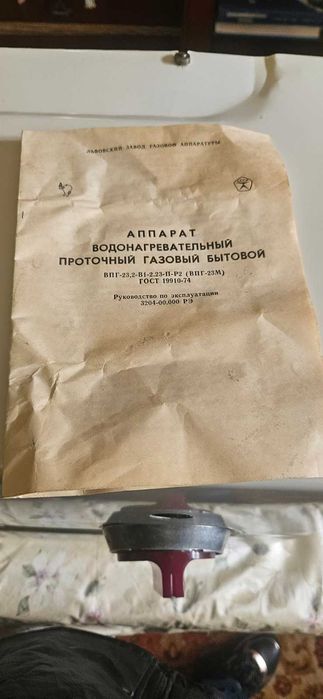 ЛЬВОВСКИЙ ЗАВОД ГАЗОВОЙ АППАРАТУРЫ
АППАРАТ
ВОДОНАГРЕВАТЕЛЬНЫЙ
ПРОТОЧНЫЙ ГАЗОВЫЙ БЫТОВОЙ
ВПГ-23,2-В1-2.23-П-Р2 (ВПГ-23М)
ГОСТ 19910-74
Руководство по эксплуатации
3204-00.000 РЭ